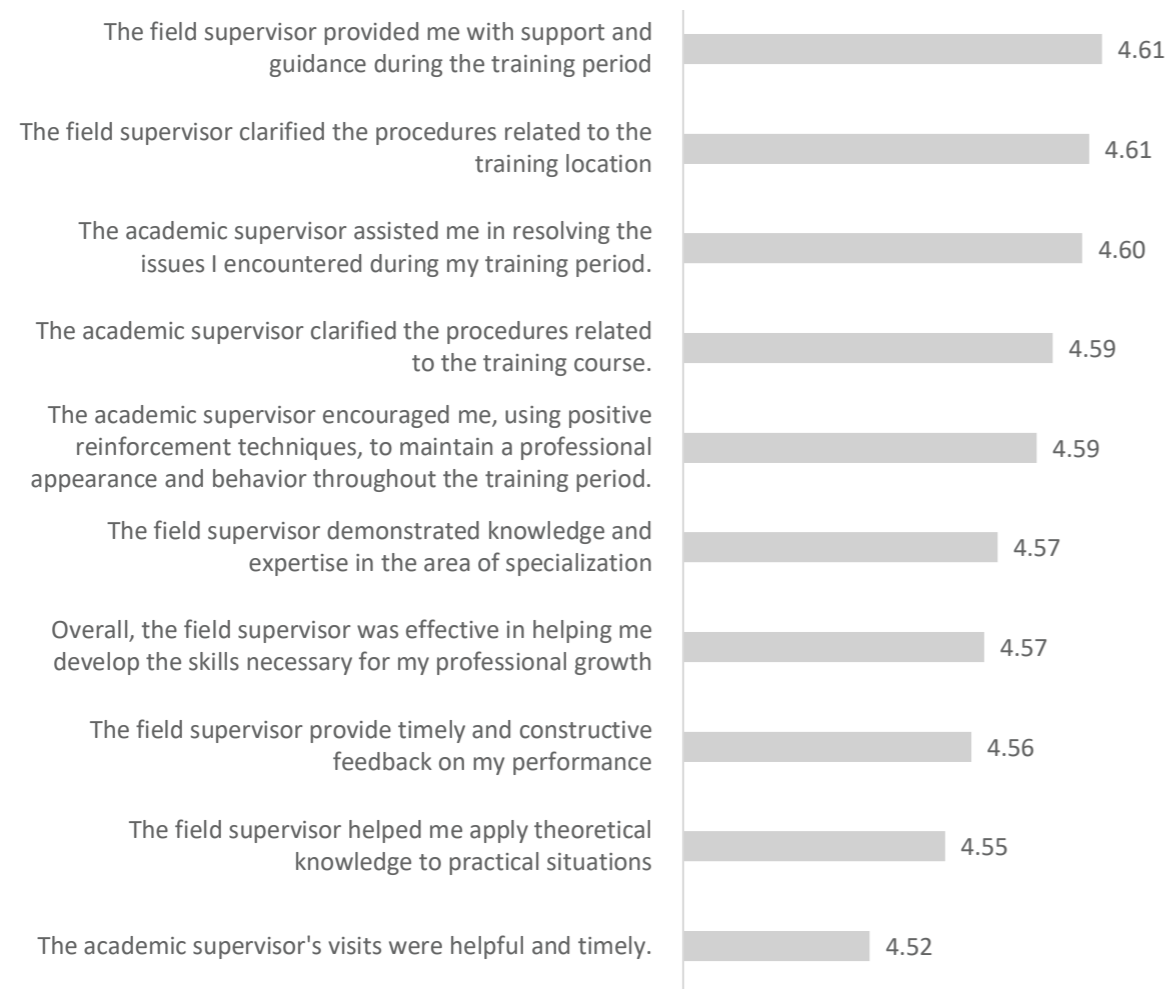 The field supervisor provided me with support and
guidance during the training period
4.61
The field supervisor clarified the procedures related to the
training location
4.61
The academic supervisor assisted me in resolving the
issues I encountered during my training period.
4.60
The academic supervisor clarified the procedures related
to the training course.
4.59
The academic supervisor encouraged me, using positive
reinforcement techniques, to maintain a professional
appearance and behavior throughout the training period.
4.59
The field supervisor demonstrated knowledge and
expertise in the area of specialization
4.57
Overall, the field supervisor was effective in helping me
develop the skills necessary for my professional growth
4.57
The field supervisor provide timely and constructive
feedback on my performance
4.56
The field supervisor helped me apply theoretical
knowledge to practical situations
4.55
The academic supervisor's visits were helpful and timely.
4.52